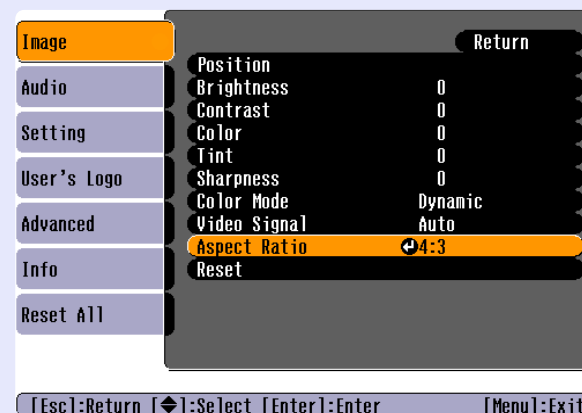 Image
Audio
Setting
User's Logo
Advanced
Info
Reset All
Return
Position
Brightness 0
Contrast 0
Color 0
Tint 0
Sharpness 0
Color Mode Dynamic
Video Signal Auto
Aspect Ratio 4:3
Reset
[Esc]:Return [◆]:Select [Enter]:Enter [Menu]:Exit